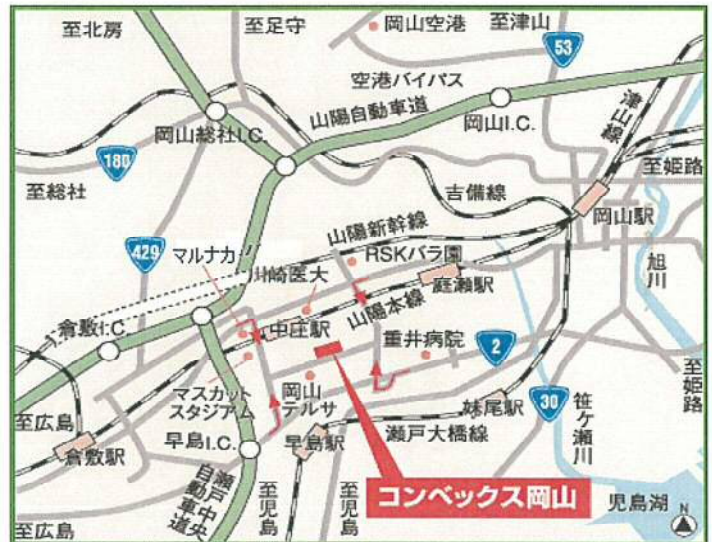 至北房
至足守
岡山空港
至津山
53
空港バイパス
山陽自動車道
津山線
岡山総社I.C.
岡山I.C.
180
至姫路
至総社
吉備線
岡山駅
山陽新幹線
429
マルナカ
RSKバラ園
旭川
川崎医大
庭瀬駅
山陽本線
倉敷I.C.
中庄駅
重井病院
2
至姫路
マスカット
スタジアム
岡山
テルサ
妹尾駅
30
笹ヶ瀬川
至広島
早島I.C.
早島駅
瀬戸大橋線
倉敷駅
瀬戸中央
自動車道
至児島
至児島
コンベックス岡山
児島湖
N
至広島